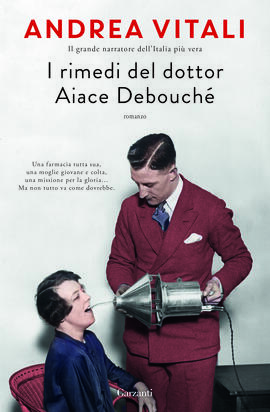 ANDREA VITALI
Il grande narratore dell'Italia più vera
I rimedi del dottor
Aiace Debouché
romanzo
Una farmacia tutta sua,
una moglie giovane e colta,
una missione per la gloria...
Ma non tutto va come dovrebbe.
Garzanti